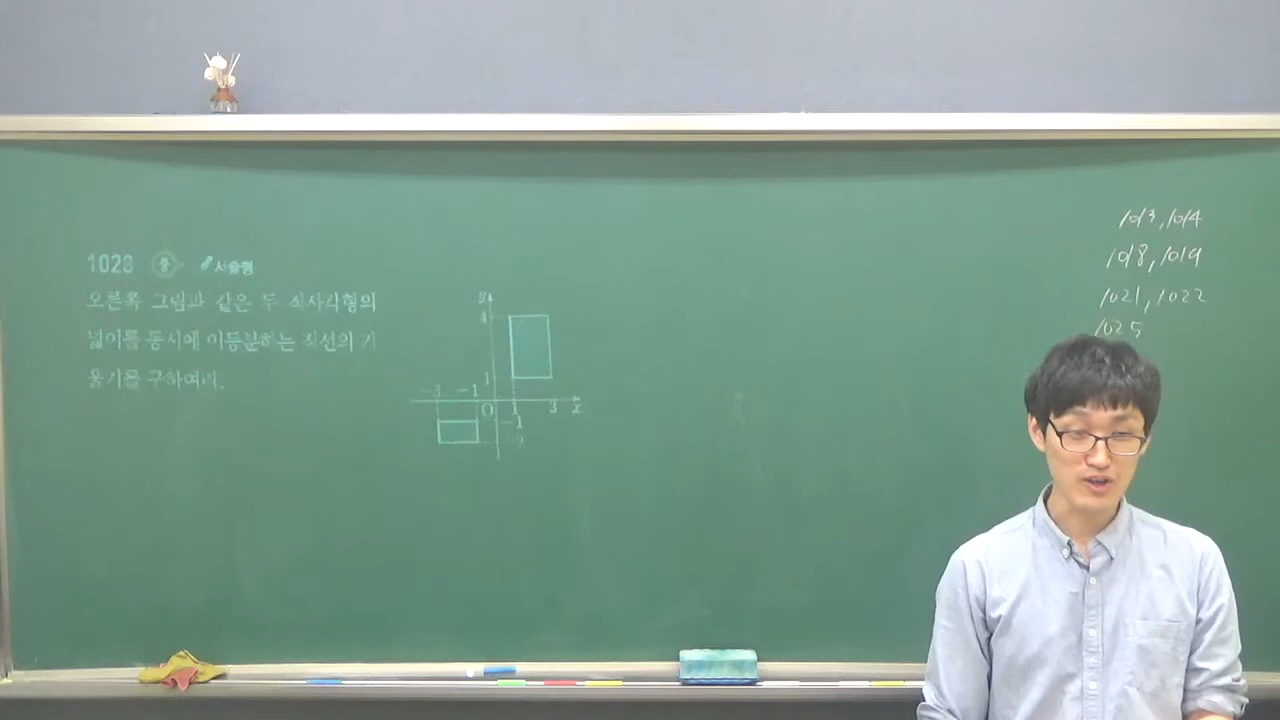 1028 중 서술형
오른쪽 그림과 같은 두 직사각형의
넓이를 동시에 이등분하는 직선의 기
울기를 구하여라.
y
4
1
-3 -1 O 1 3 x
-1
-2
1013, 1014
1018, 1019
1021, 1022
1025